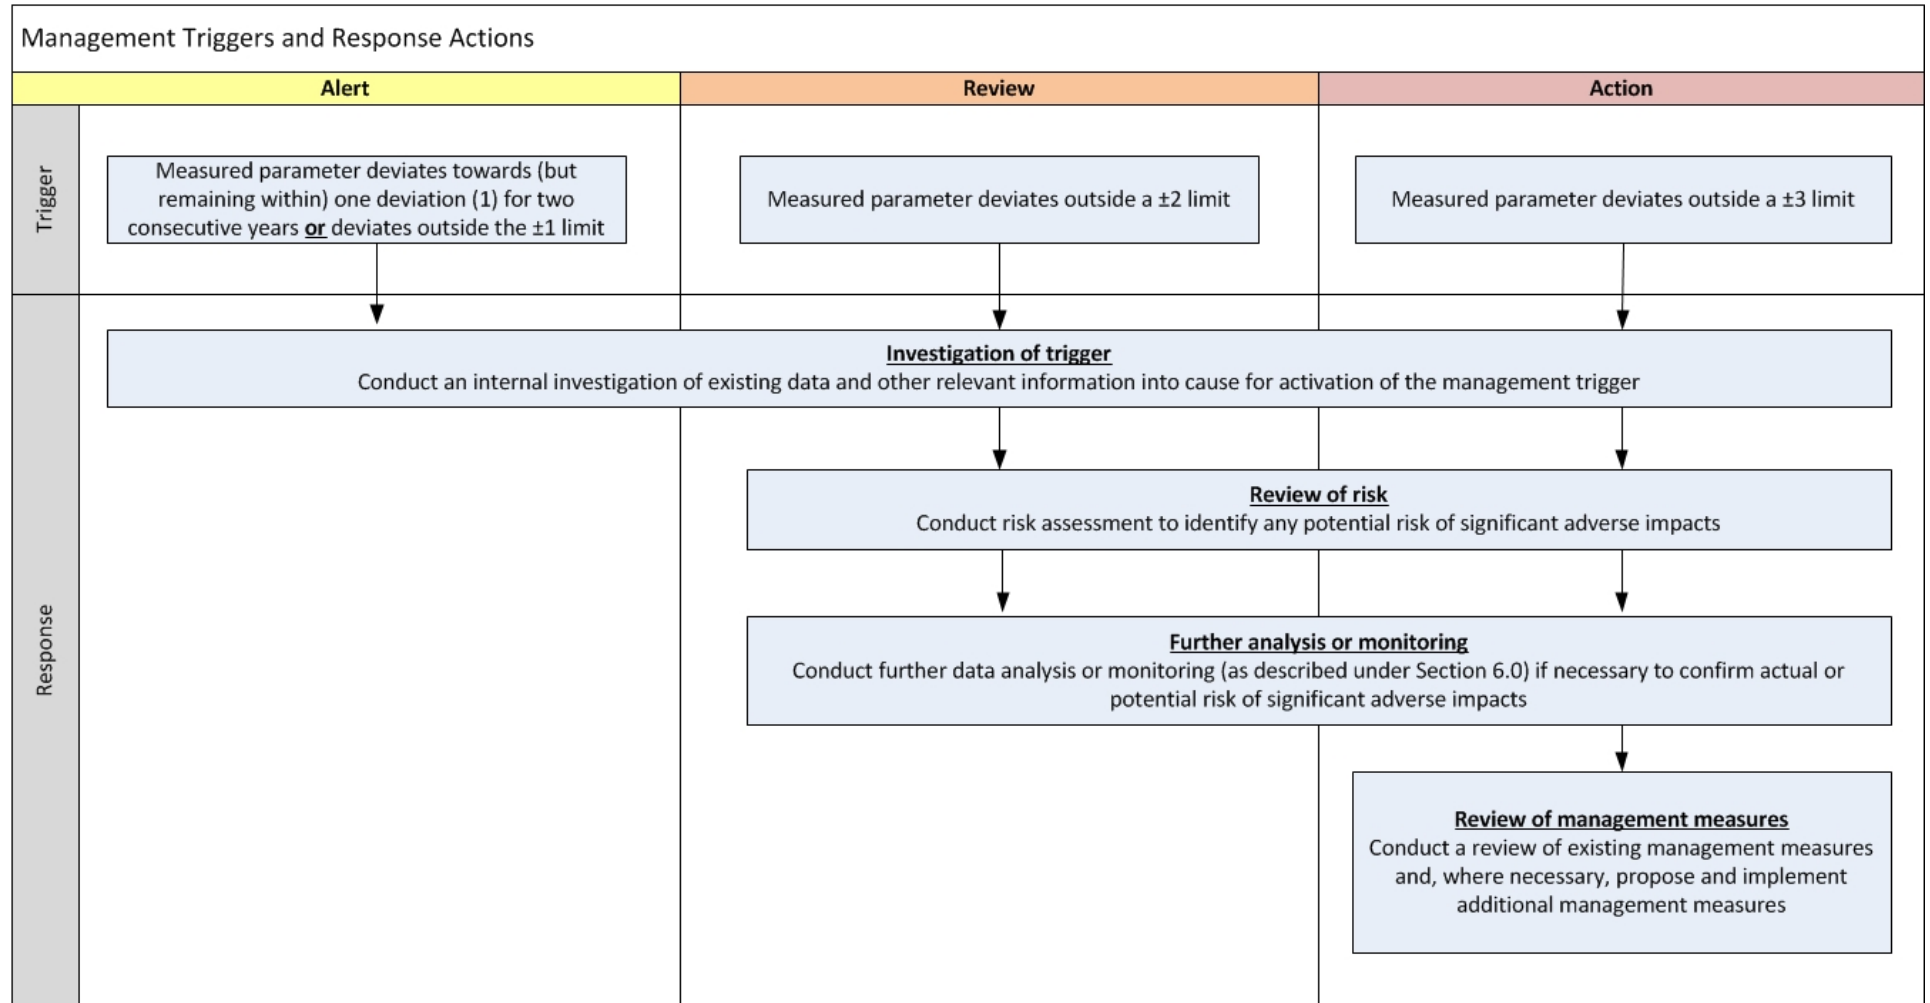 Management Triggers and Response Actions
Alert
Review
Action
Trigger
Measured parameter deviates towards (but
remaining within) one deviation (1) for two
consecutive years or deviates outside the ±1 limit
Measured parameter deviates outside a ±2 limit
Measured parameter deviates outside a ±3 limit
Response
Investigation of trigger
Conduct an internal investigation of existing data and other relevant information into cause for activation of the management trigger
Review of risk
Conduct risk assessment to identify any potential risk of significant adverse impacts
Further analysis or monitoring
Conduct further data analysis or monitoring (as described under Section 6.0) if necessary to confirm actual or
potential risk of significant adverse impacts
Review of management measures
Conduct a review of existing management measures
and, where necessary, propose and implement
additional management measures